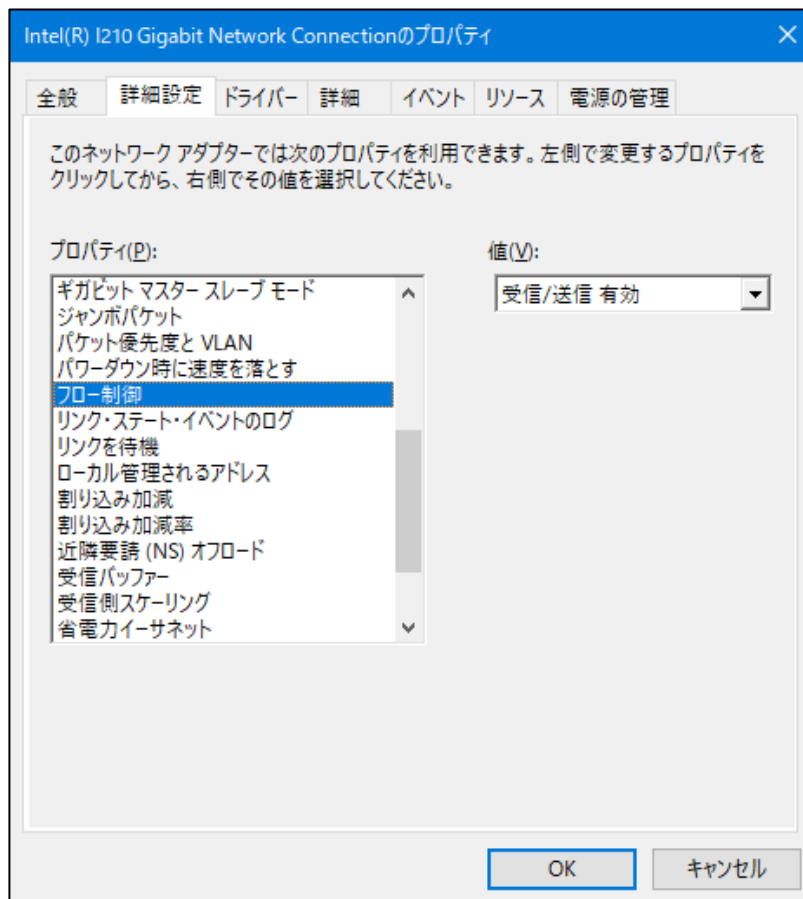 Intel(R) I210 Gigabit Network Connectionのプロパティ
全般 詳細設定 ドライバー 詳細 イベント リソース 電源の管理
このネットワーク アダプターでは次のプロパティを利用できます。左側で変更するプロパティを
クリックしてから、右側でその値を選択してください。
プロパティ(P):
ギガビット マスター スレーブ モード
ジャンボパケット
パケット優先度と VLAN
パワーダウン時に速度を落とす
フロー制御
リンク・ステート・イベントのログ
リンクを待機
ローカル管理されるアドレス
割り込み加減
割り込み加減率
近隣要請 (NS) オフロード
受信バッファー
受信側スケーリング
省電力イーサネット
値(V):
受信/送信 有効
OK キャンセル